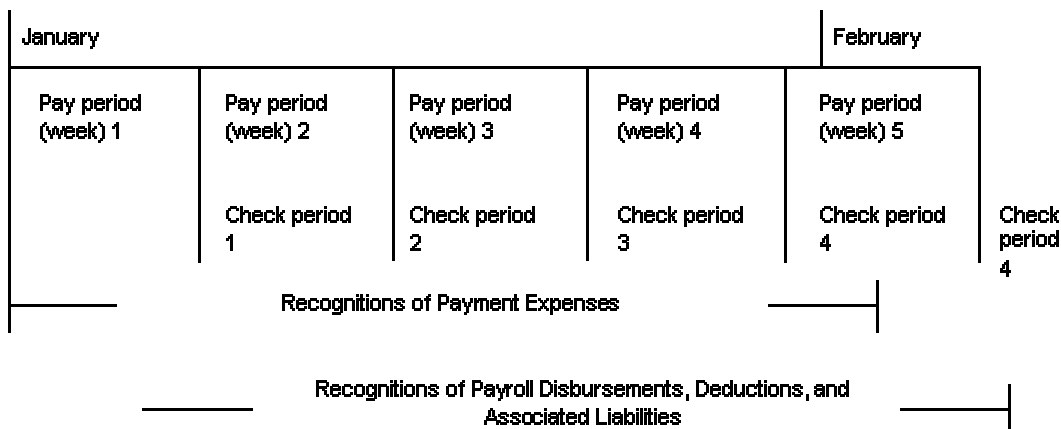 January
February
Pay period
(week) 1
Pay period
(week) 2
Pay period
(week) 3
Pay period
(week) 4
Pay period
(week) 5
Check period
1
Check period
2
Check period
3
Check period
4
Check
period
4
Recognitions of Payment Expenses
Recognitions of Payroll Disbursements, Deductions, and
Associated Liabilities